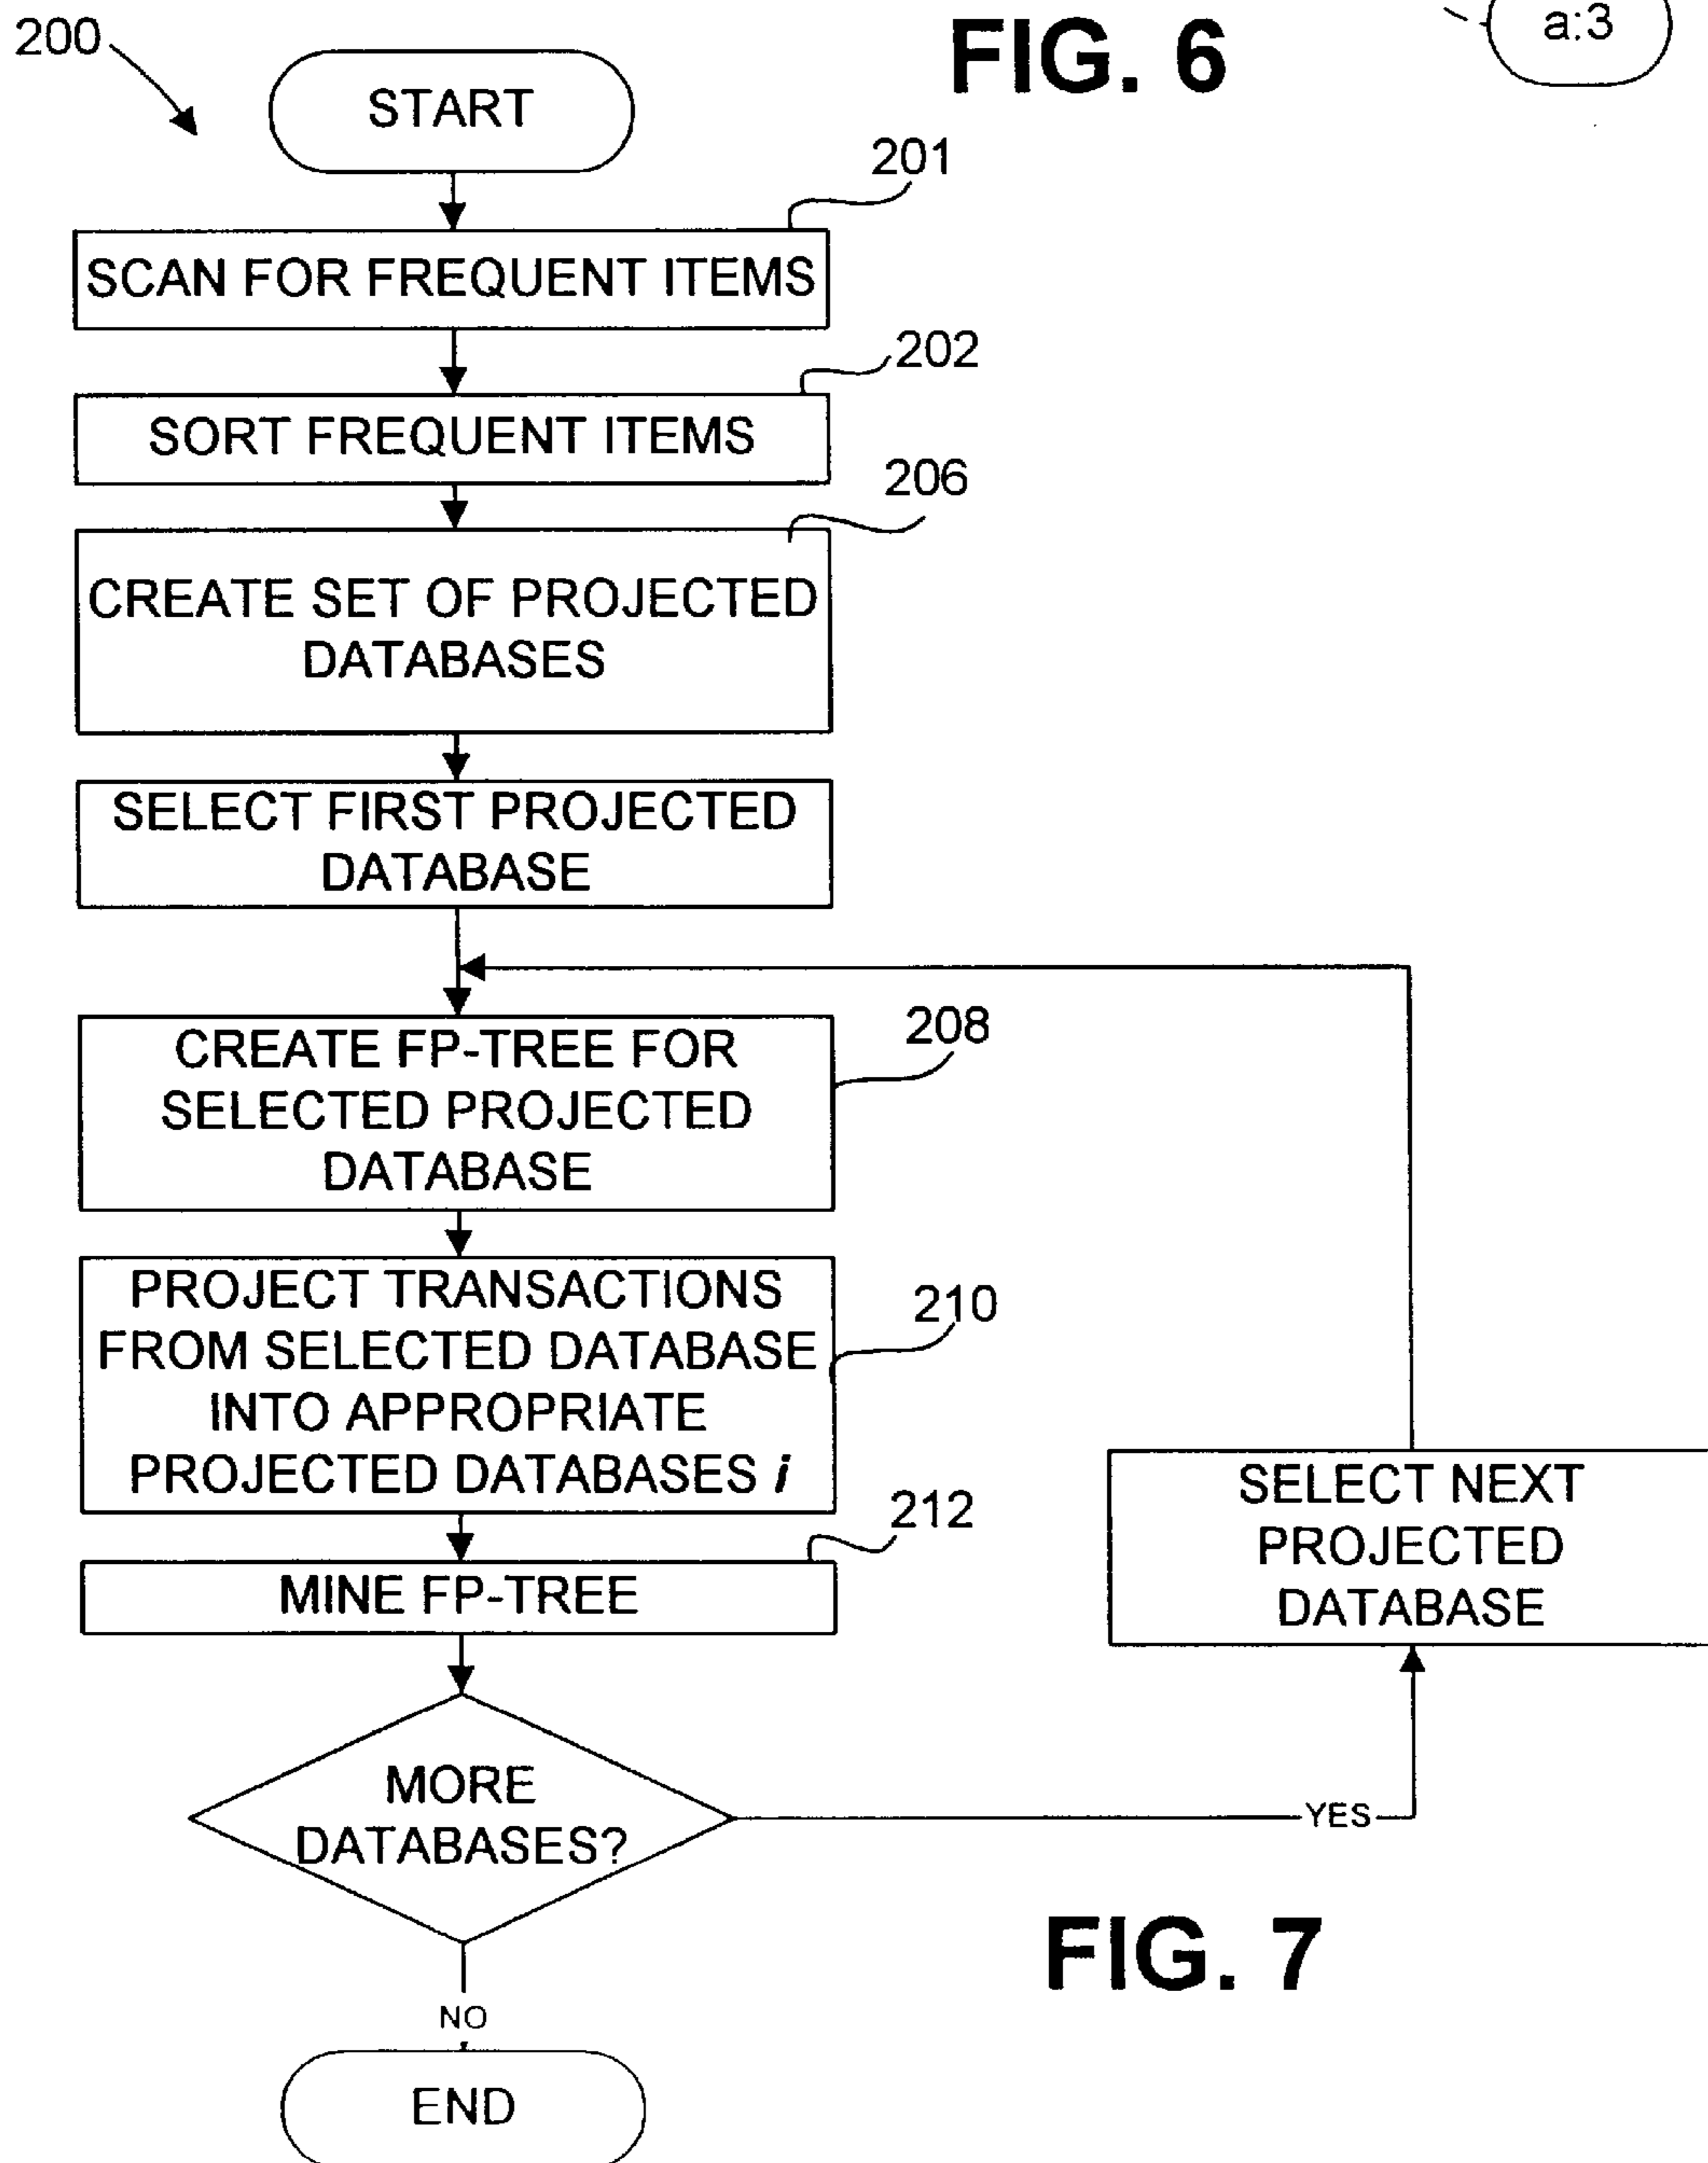 200
FIG. 6
a:3
START
201
SCAN FOR FREQUENT ITEMS
202
SORT FREQUENT ITEMS
206
CREATE SET OF PROJECTED
DATABASES
SELECT FIRST PROJECTED
DATABASE
208
CREATE FP-TREE FOR
SELECTED PROJECTED
DATABASE
210
PROJECT TRANSACTIONS
FROM SELECTED DATABASE
INTO APPROPRIATE
PROJECTED DATABASES i
212
MINE FP-TREE
SELECT NEXT
PROJECTED
DATABASE
MORE
DATABASES?
YES
FIG. 7
NO
END